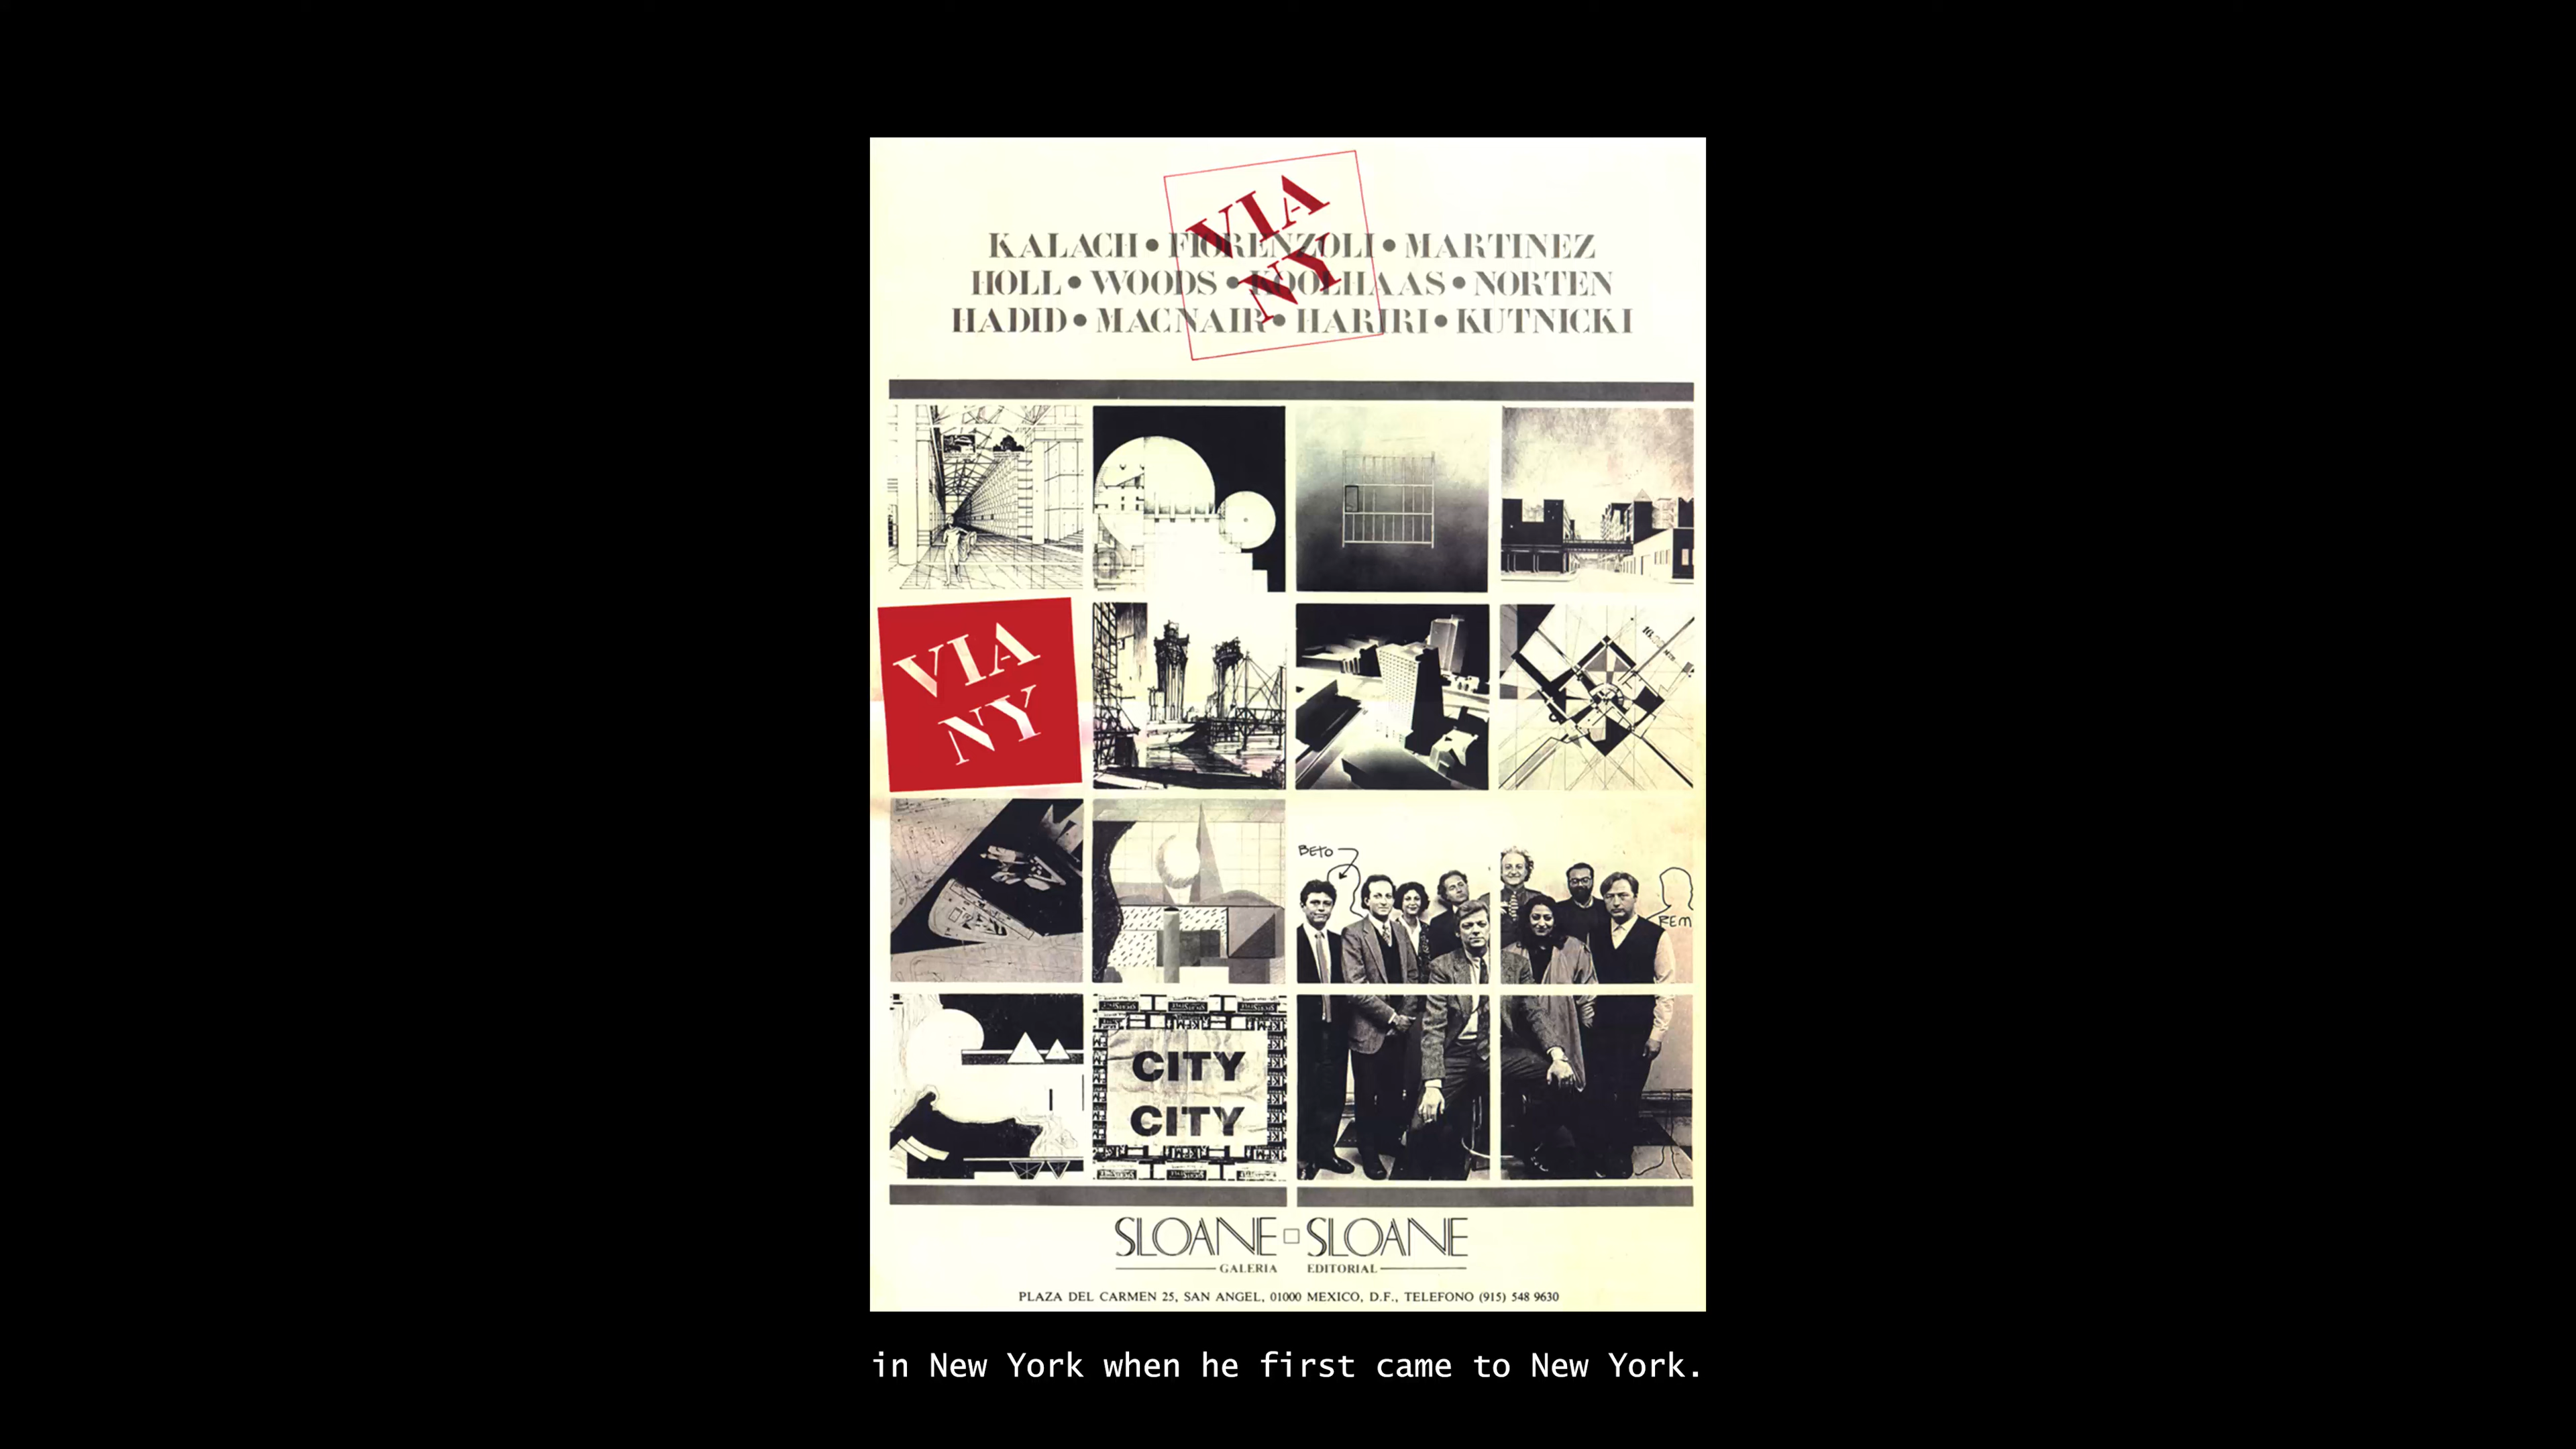 VIA
NY
KALACH • FIORENZOLI • MARTINEZ
HOLL • WOODS • KOOLHAAS • NORTEN
HADID • MACNAIR • HARIRI • KUTNICKI
VIA
NY
BETO
REM
CITY
CITY
SLOANE □ SLOANE
GALERIA EDITORIAL
PLAZA DEL CARMEN 25, SAN ANGEL, 01000 MEXICO, D.F., TELEFONO (915) 548 9630
in New York when he first came to New York.